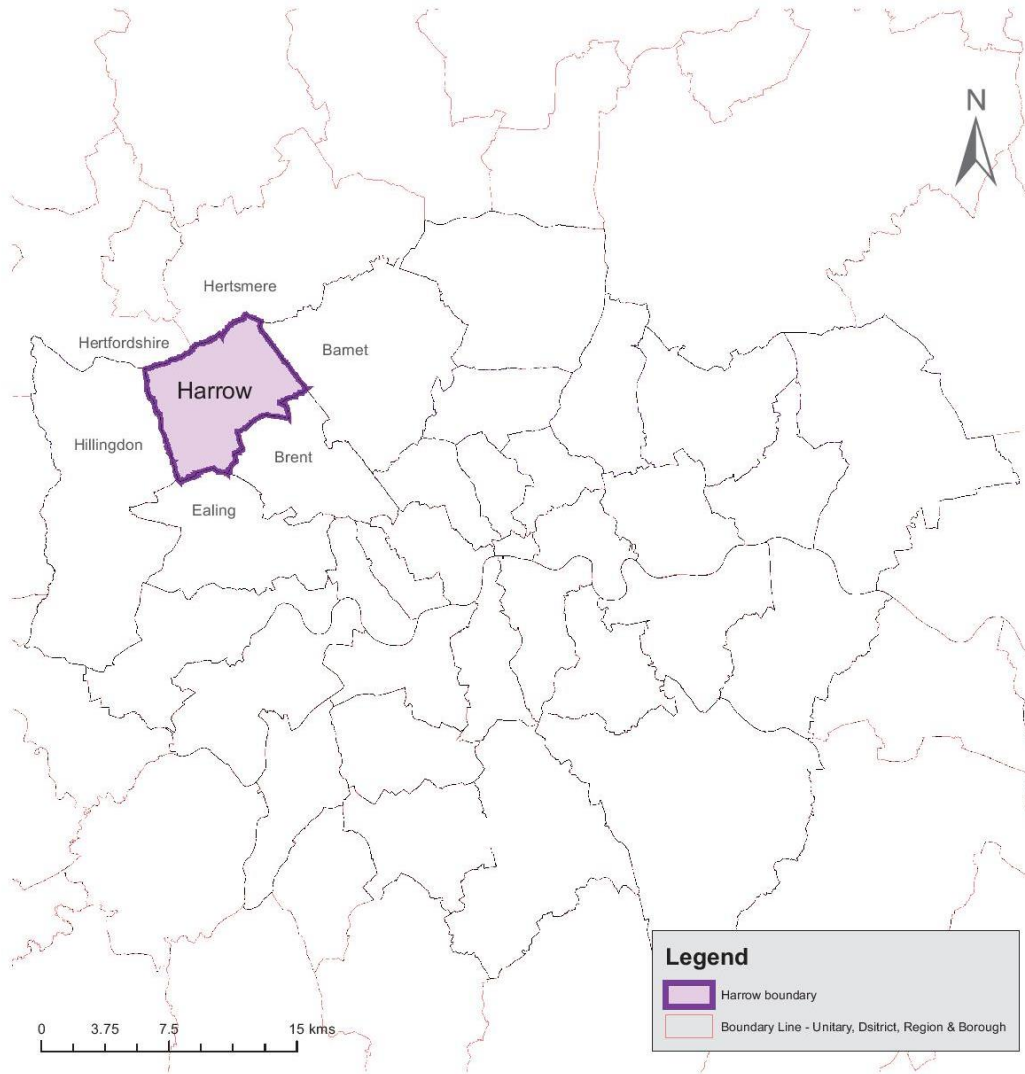 N
Hertsmere
Hertfordshire
Barnet
Harrow
Hillingdon
Brent
Ealing
Legend
Harrow boundary
Boundary Line - Unitary, Dsitrict, Region & Borough
0 3.75 7.5 15 kms